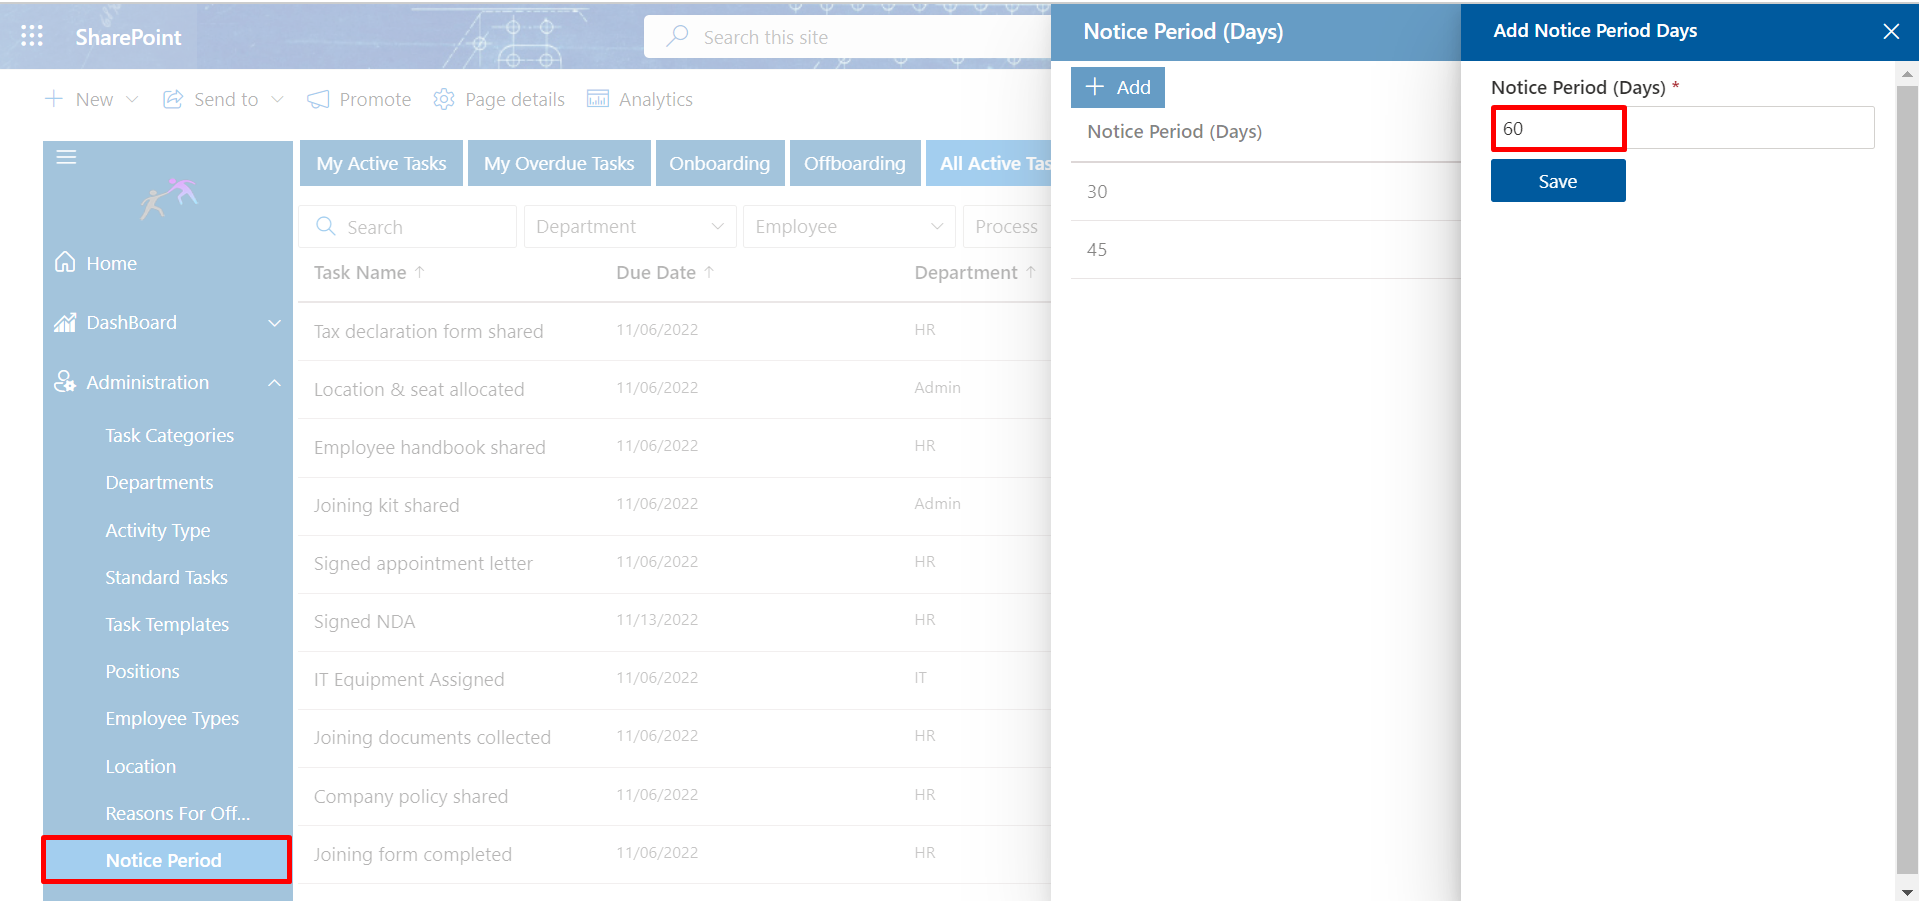 SharePoint
Search this site
New
Send to
Promote
Page details
Analytics
Home
DashBoard
Administration
Task Categories
Departments
Activity Type
Standard Tasks
Task Templates
Positions
Employee Types
Location
Reasons For Off...
Notice Period
My Active Tasks
My Overdue Tasks
Onboarding
Offboarding
All Active Tas
Search
Department
Employee
Process
Task Name ↑ Due Date ↑ Department ↑
Tax declaration form shared 11/06/2022 HR
Location & seat allocated 11/06/2022 Admin
Employee handbook shared 11/06/2022 HR
Joining kit shared 11/06/2022 Admin
Signed appointment letter 11/06/2022 HR
Signed NDA 11/13/2022 HR
IT Equipment Assigned 11/06/2022 IT
Joining documents collected 11/06/2022 HR
Company policy shared 11/06/2022 HR
Joining form completed 11/06/2022 HR
Notice Period (Days)
+ Add
Notice Period (Days)
30
45
Add Notice Period Days
Notice Period (Days) *
60
Save